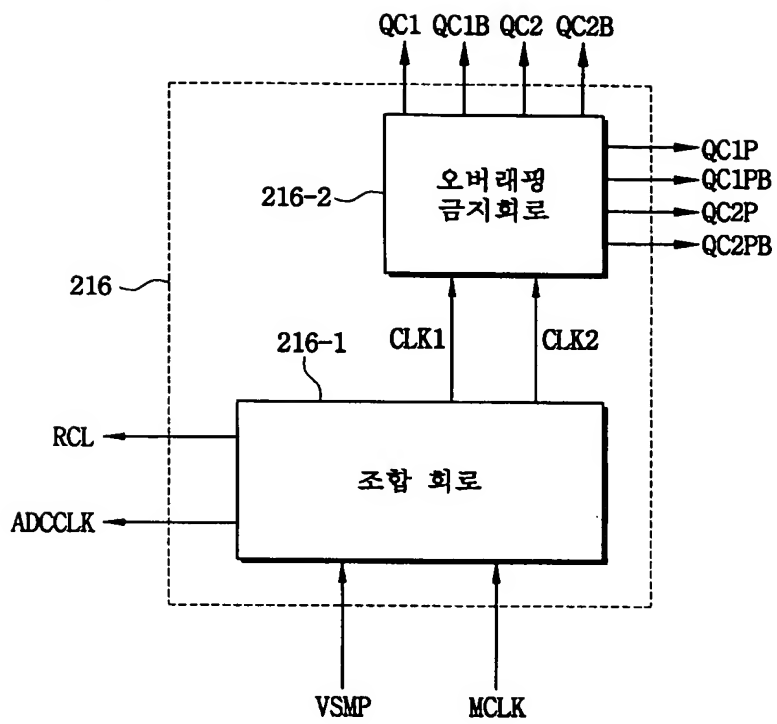 QC1 QC1B QC2 QC2B
QC1P
오버래핑
QC1PB
216-2
금지회로
QC2P
QC2PB
216
216-1
CLK1
CLK2
RCL
조합 회로
ADCCLK
VSMP
MCLK